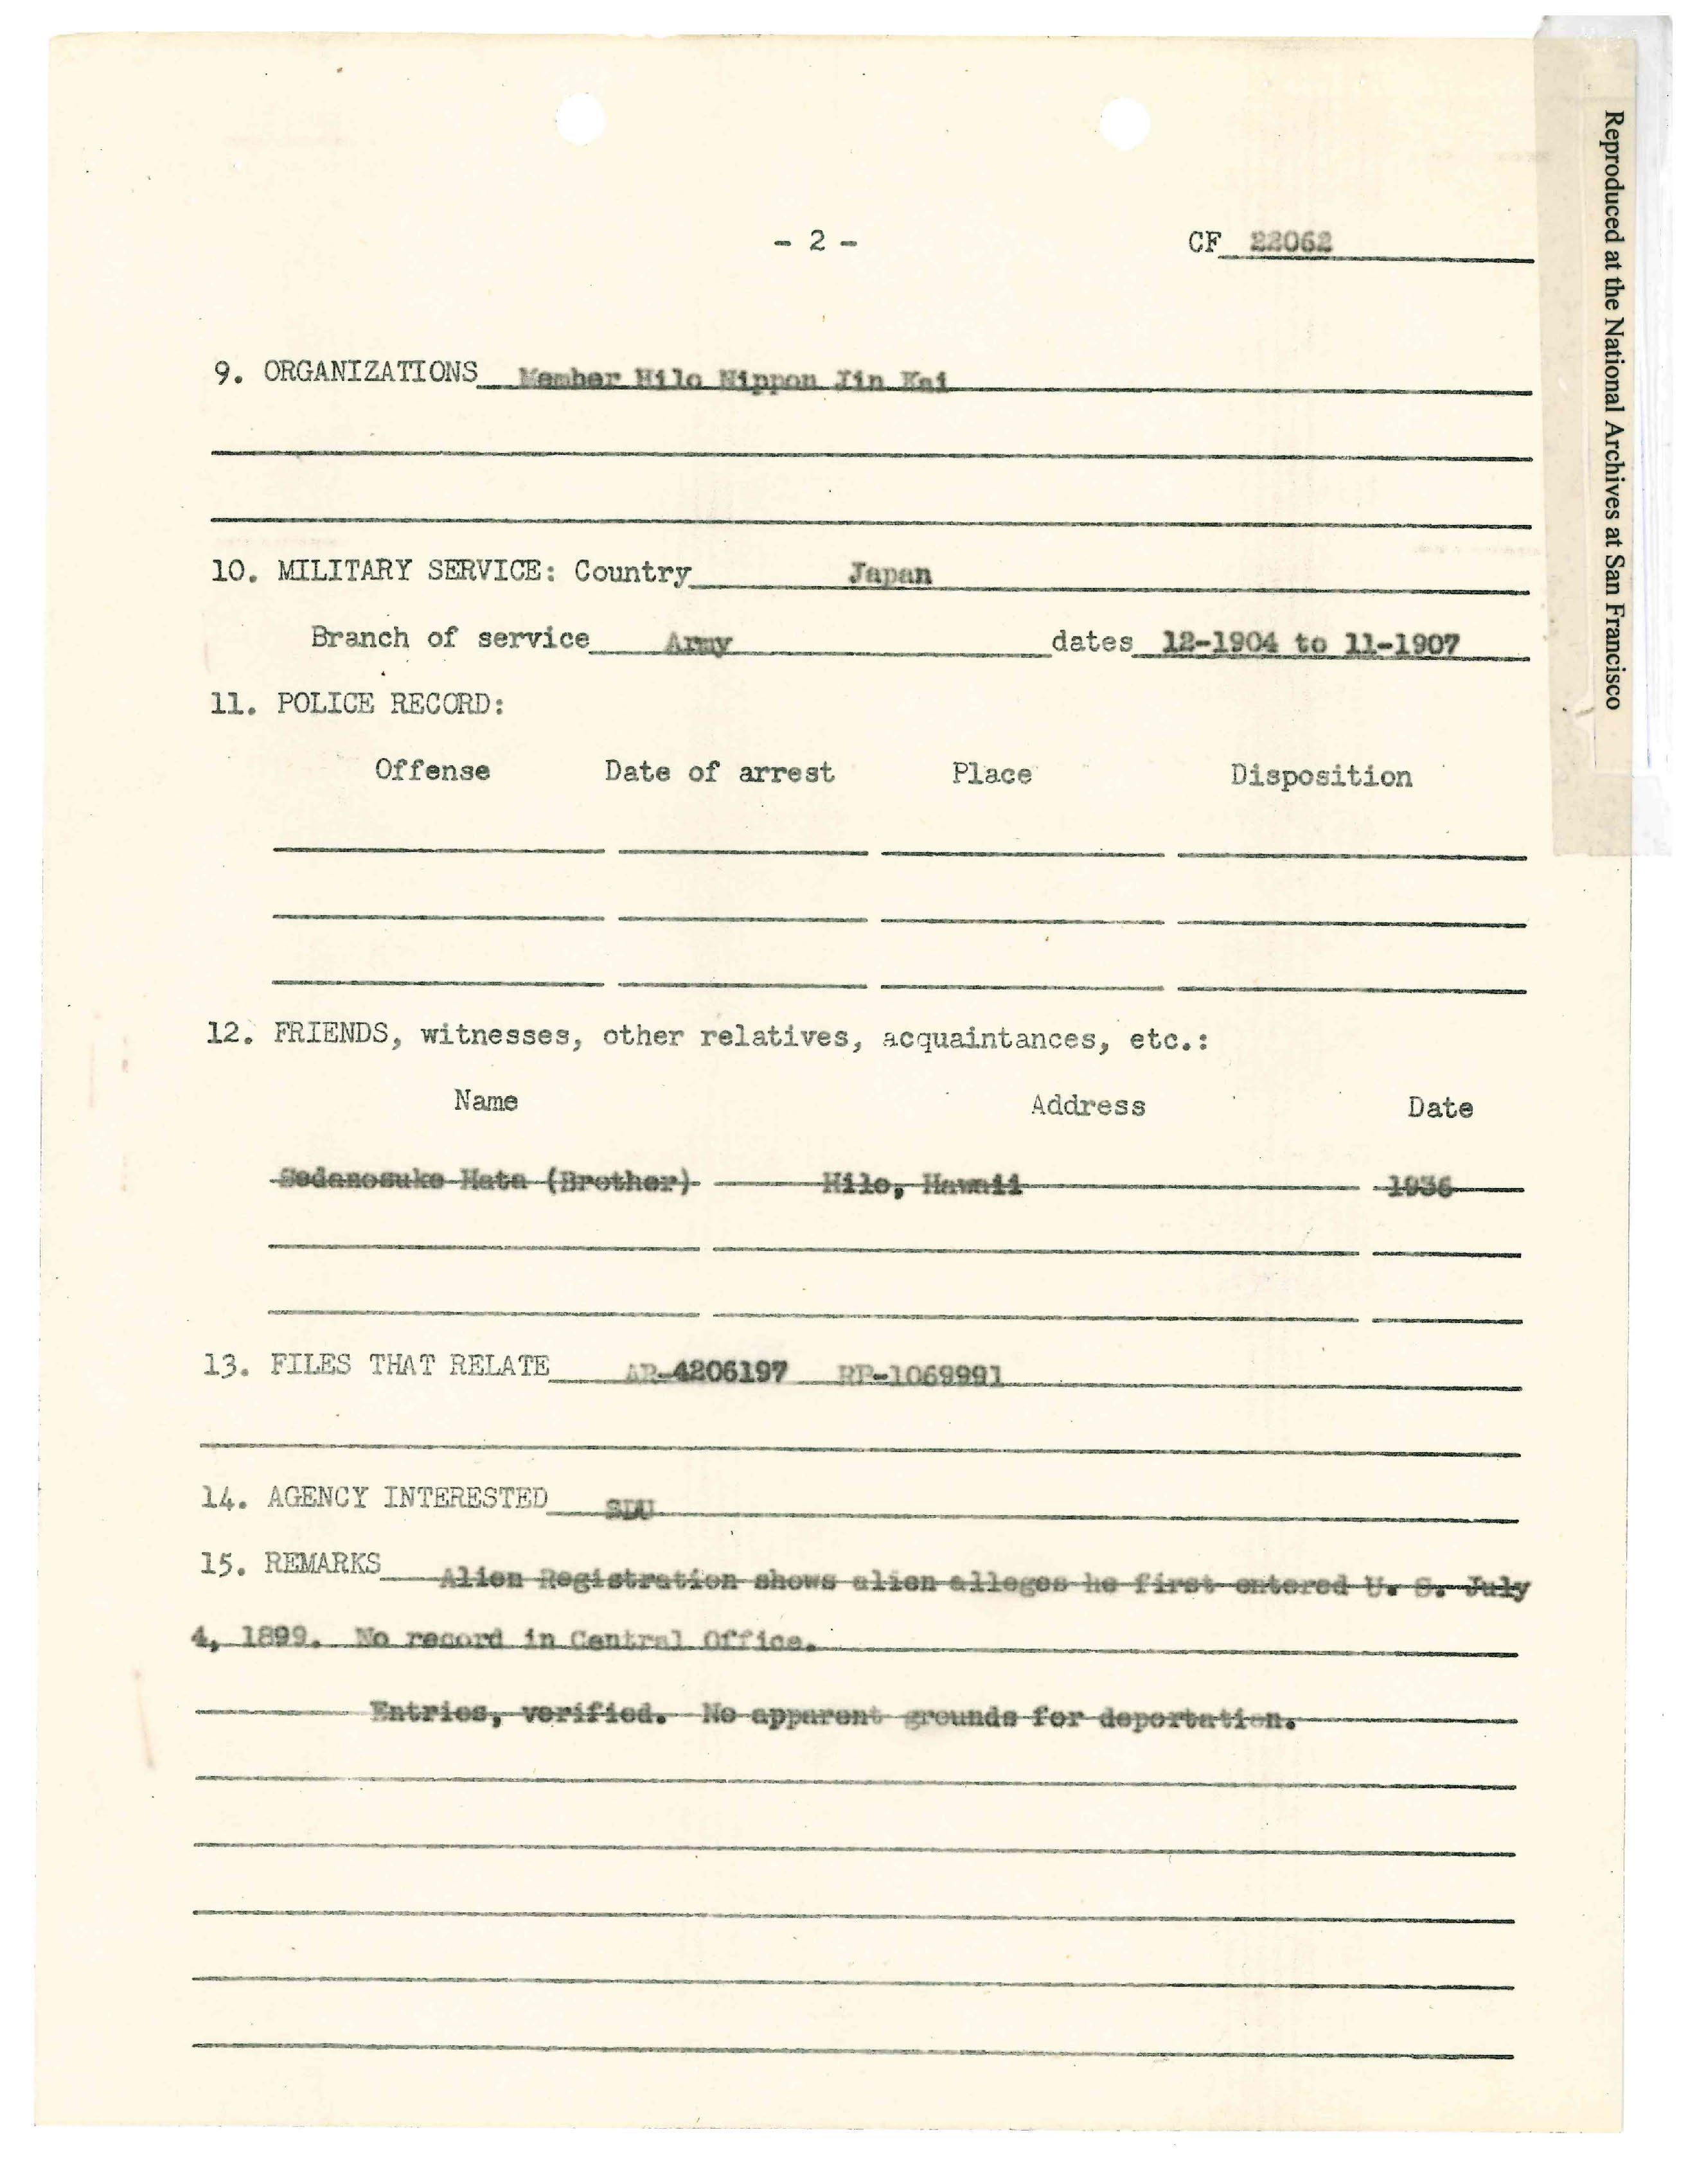 - 2 - CF 22062
9. ORGANIZATIONS Member Hilo Nippon Jin Kai
10. MILITARY SERVICE: Country Japan
Branch of service Army dates 12-1904 to 11-1907
11. POLICE RECORD:
Offense Date of arrest Place Disposition
12. FRIENDS, witnesses, other relatives, acquaintances, etc.:
Name Address Date
Sedanosuke Hata (Brother) Hilo, Hawaii 1936
13. FILES THAT RELATE AR-4206197 RP-1069991
14. AGENCY INTERESTED SDU
15. REMARKS Alien Registration shows alien alleges he first entered U. S. July
4, 1899. No record in Central Office.
Entries, verified. No apparent grounds for deportation.
Reproduced at the National Archives at San Francisco